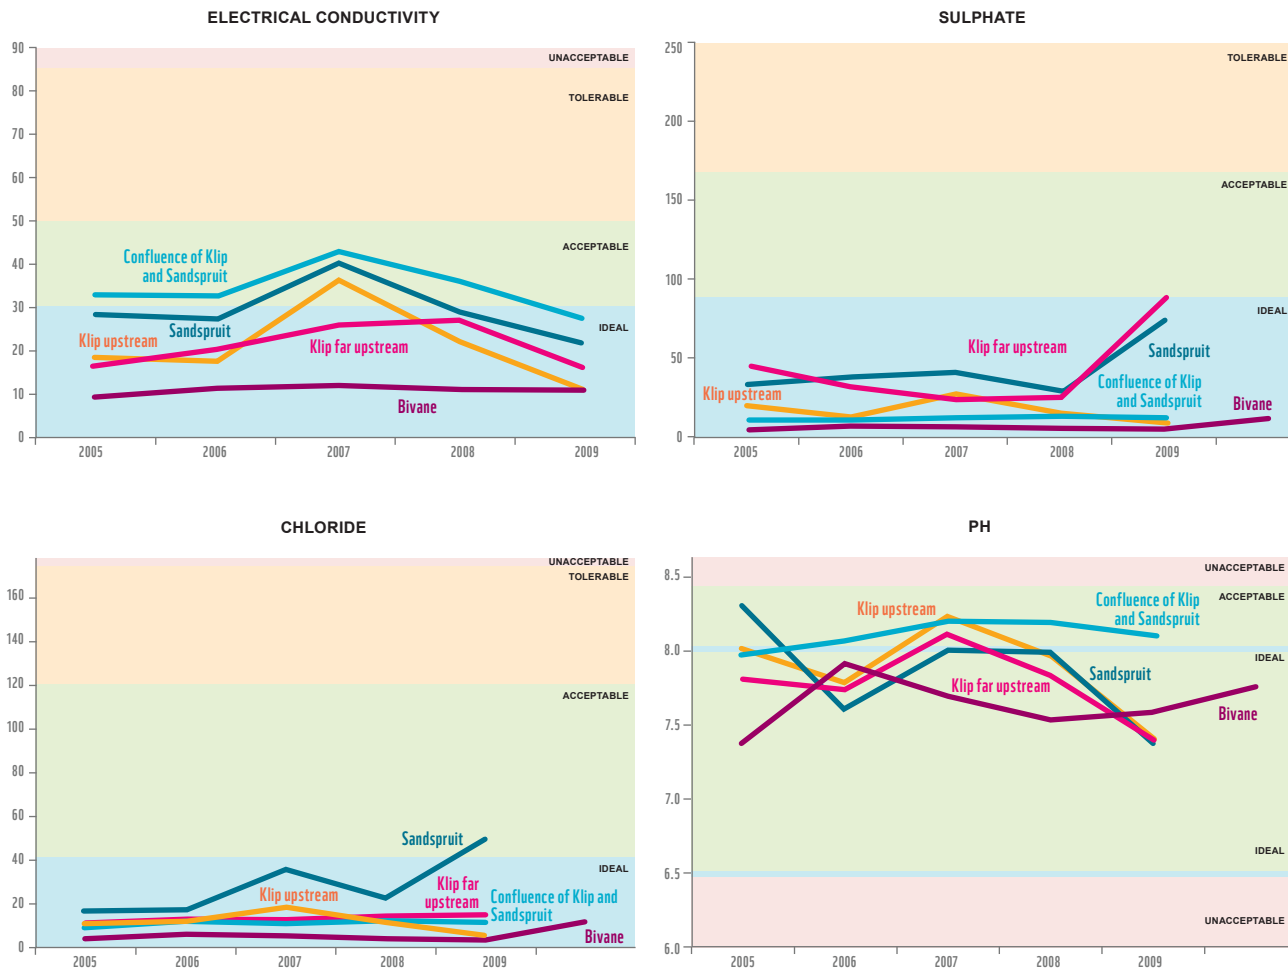 ELECTRICAL CONDUCTIVITY
90
80
70
60
50
40
30
20
10
0
UNACCEPTABLE
TOLERABLE
ACCEPTABLE
IDEAL
Confluence of Klip
and Sandspruit
Sandspruit
Klip upstream
Klip far upstream
Bivane
2005
2006
2007
2008
2009
SULPHATE
250
200
150
100
50
0
TOLERABLE
ACCEPTABLE
IDEAL
Klip far upstream
Sandspruit
Klip upstream
Confluence of Klip
and Sandspruit
Bivane
2005
2006
2007
2008
2009
CHLORIDE
160
140
120
100
80
60
40
20
0
UNACCEPTABLE
TOLERABLE
ACCEPTABLE
IDEAL
Sandspruit
Klip upstream
Klip far
upstream
Confluence of Klip and
Sandspruit
Bivane
2005
2006
2007
2008
2009
PH
8.5
8.0
7.5
7.0
6.5
6.0
UNACCEPTABLE
ACCEPTABLE
IDEAL
IDEAL
UNACCEPTABLE
Klip upstream
Confluence of Klip
and Sandspruit
Sandspruit
Klip far upstream
Bivane
2005
2006
2007
2008
2009